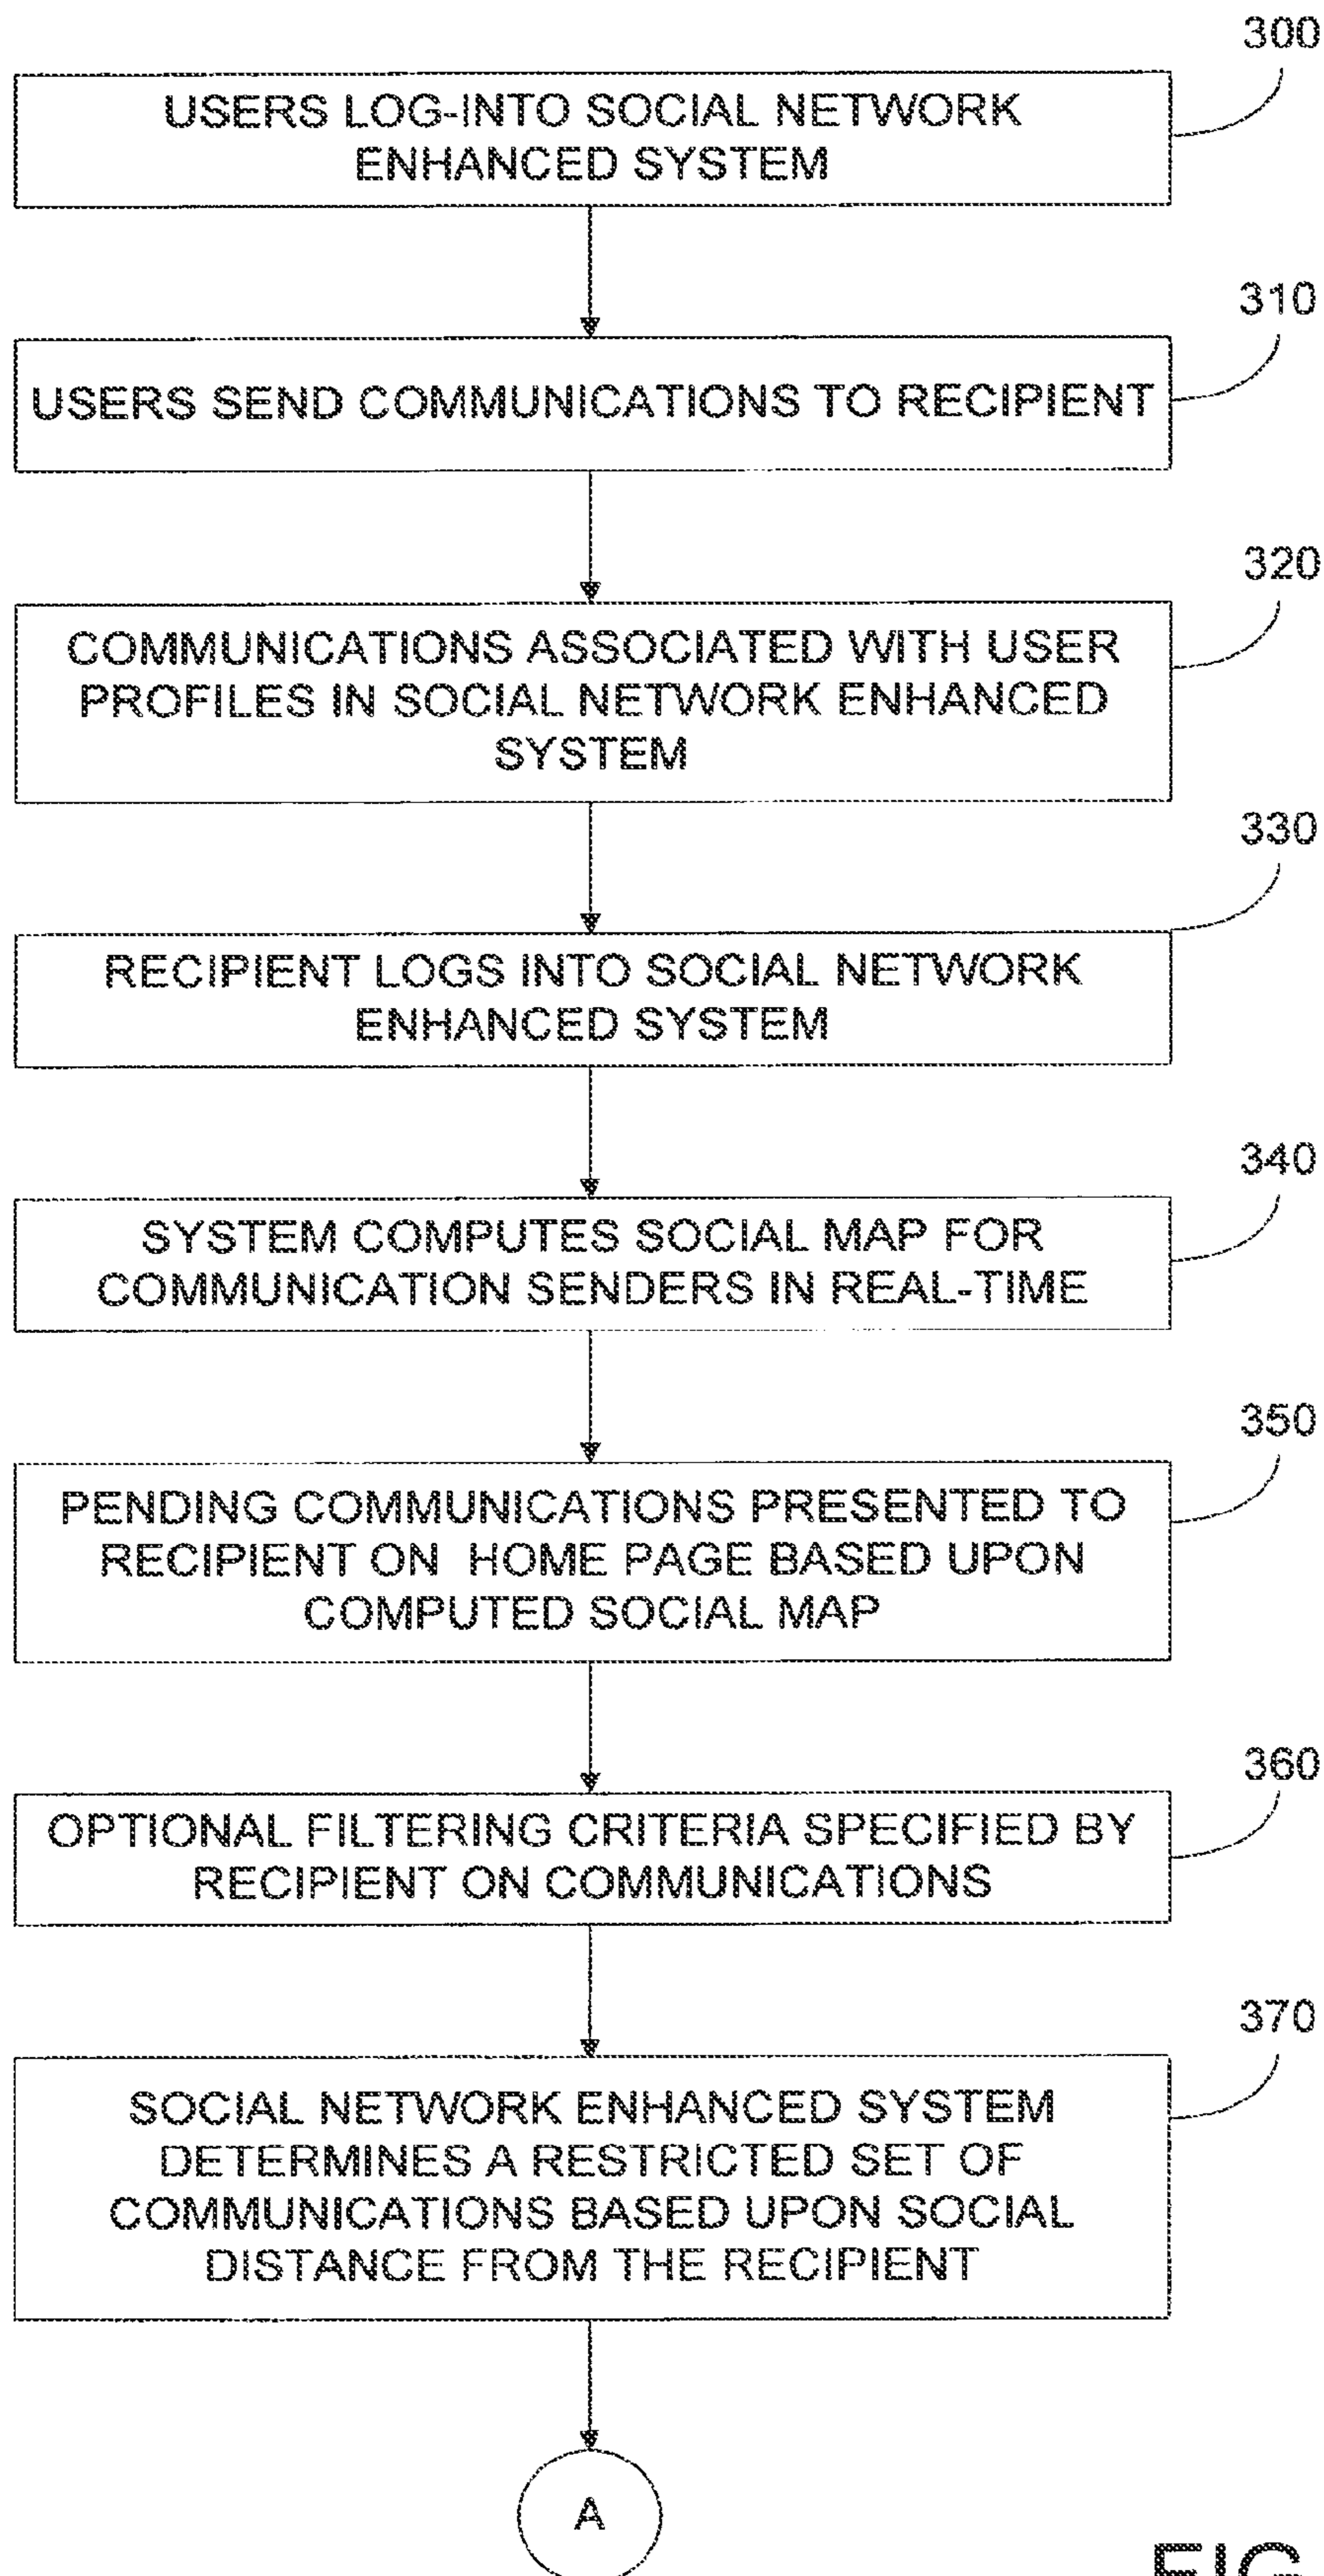 300
USERS LOG-INTO SOCIAL NETWORK
ENHANCED SYSTEM
310
USERS SEND COMMUNICATIONS TO RECIPIENT
320
COMMUNICATIONS ASSOCIATED WITH USER
PROFILES IN SOCIAL NETWORK ENHANCED
SYSTEM
330
RECIPIENT LOGS INTO SOCIAL NETWORK
ENHANCED SYSTEM
340
SYSTEM COMPUTES SOCIAL MAP FOR
COMMUNICATION SENDERS IN REAL-TIME
350
PENDING COMMUNICATIONS PRESENTED TO
RECIPIENT ON HOME PAGE BASED UPON
COMPUTED SOCIAL MAP
360
OPTIONAL FILTERING CRITERIA SPECIFIED BY
RECIPIENT ON COMMUNICATIONS
370
SOCIAL NETWORK ENHANCED SYSTEM
DETERMINES A RESTRICTED SET OF
COMMUNICATIONS BASED UPON SOCIAL
DISTANCE FROM THE RECIPIENT
A
FIG